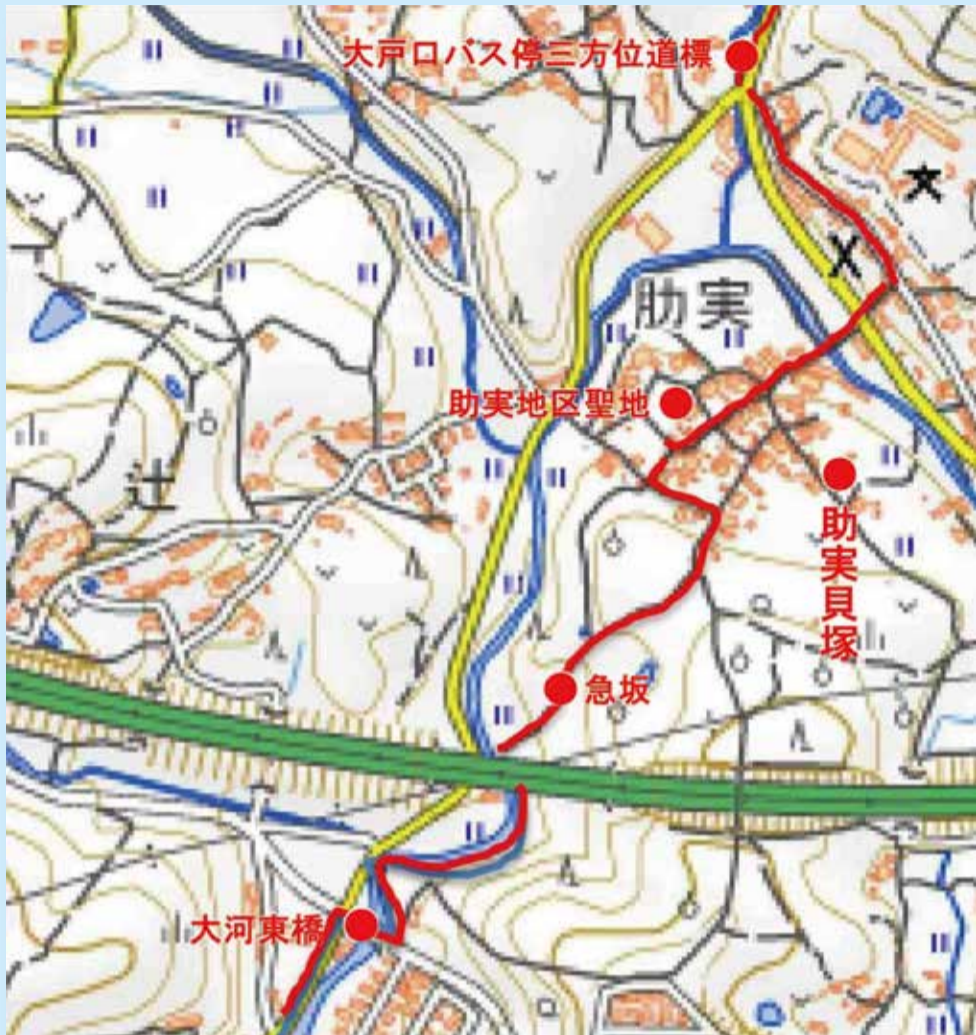 大戸口バス停三方位道標
肋実
助実地区聖地
辻
助実貝塚
急坂
大河東橋